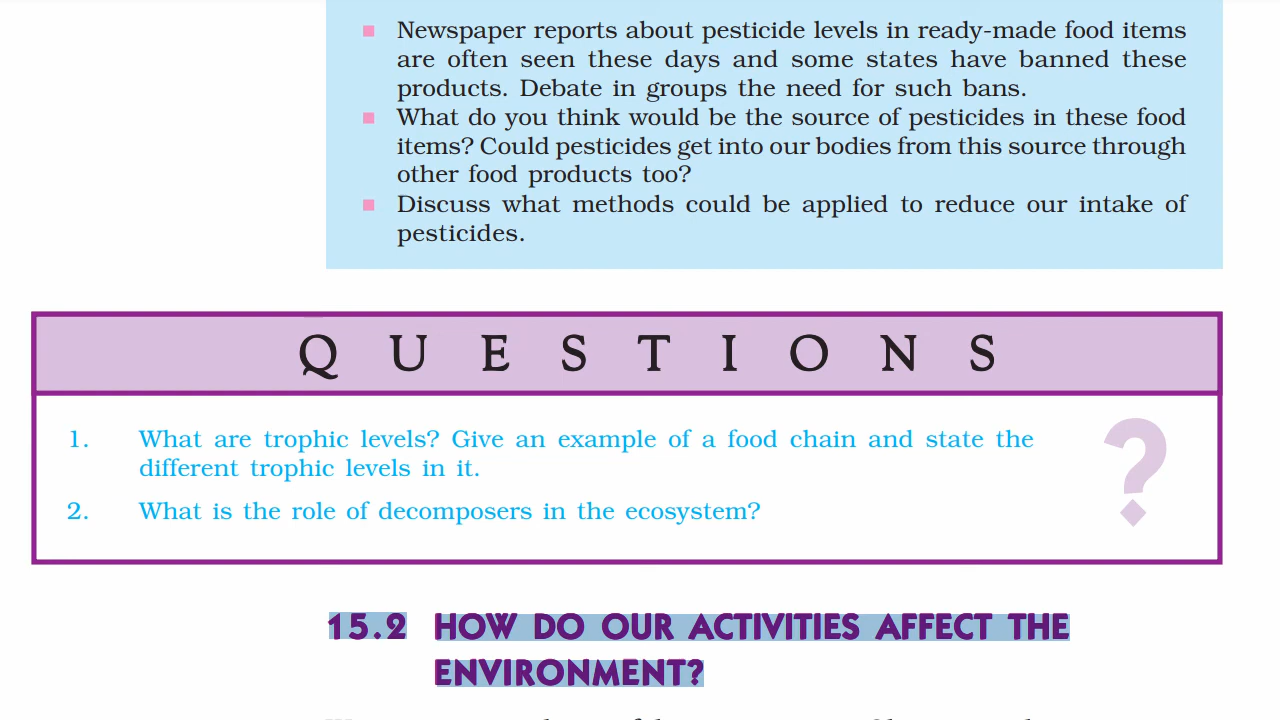 Newspaper reports about pesticide levels in ready-made food items
are often seen these days and some states have banned these
products. Debate in groups the need for such bans.
What do you think would be the source of pesticides in these food
items? Could pesticides get into our bodies from this source through
other food products too?
Discuss what methods could be applied to reduce our intake of
pesticides.
QUESTIONS
1. What are trophic levels? Give an example of a food chain and state the
different trophic levels in it.
?
2. What is the role of decomposers in the ecosystem?
15.2 HOW DO OUR ACTIVITIES AFFECT THE
ENVIRONMENT?